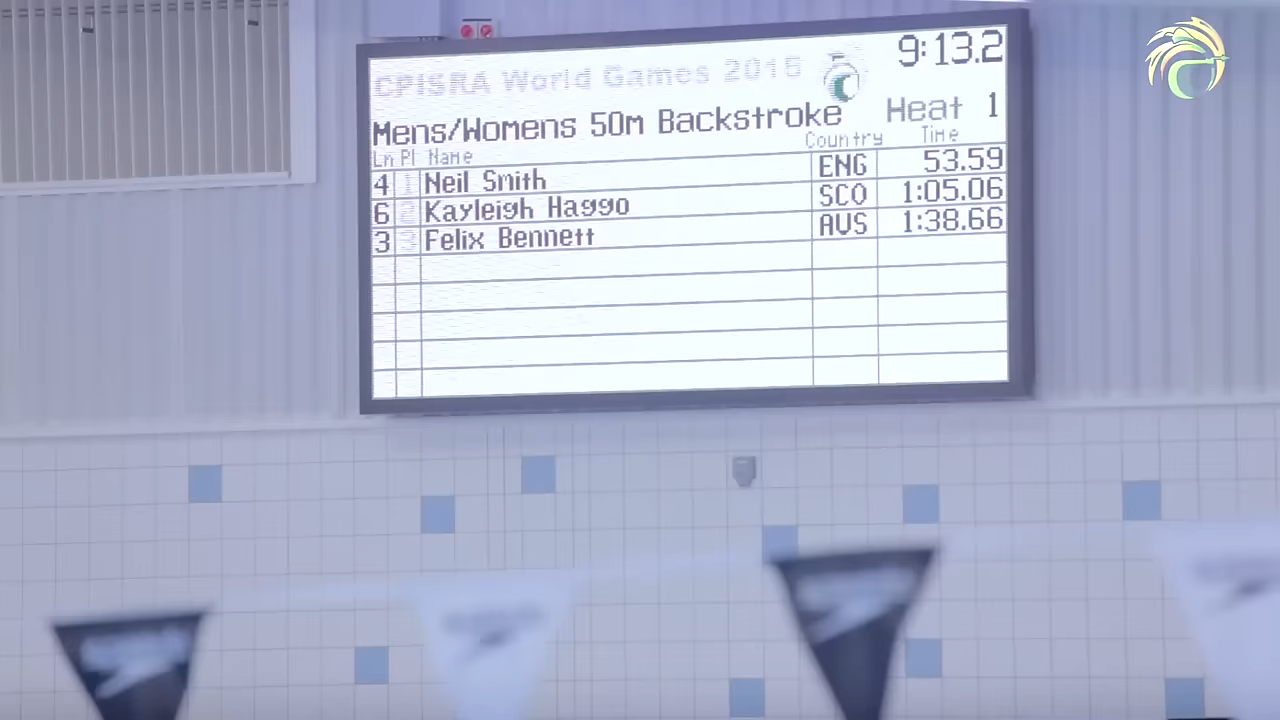 9:13.2
CPISRA World Games 2018
Mens/Womens 50m Backstroke Heat 1
Ln Pl Name Country Time
4 1 Neil Smith ENG 53.59
6 2 Kayleigh Haggo SCO 1:05.06
3 3 Felix Bennett AUS 1:38.66